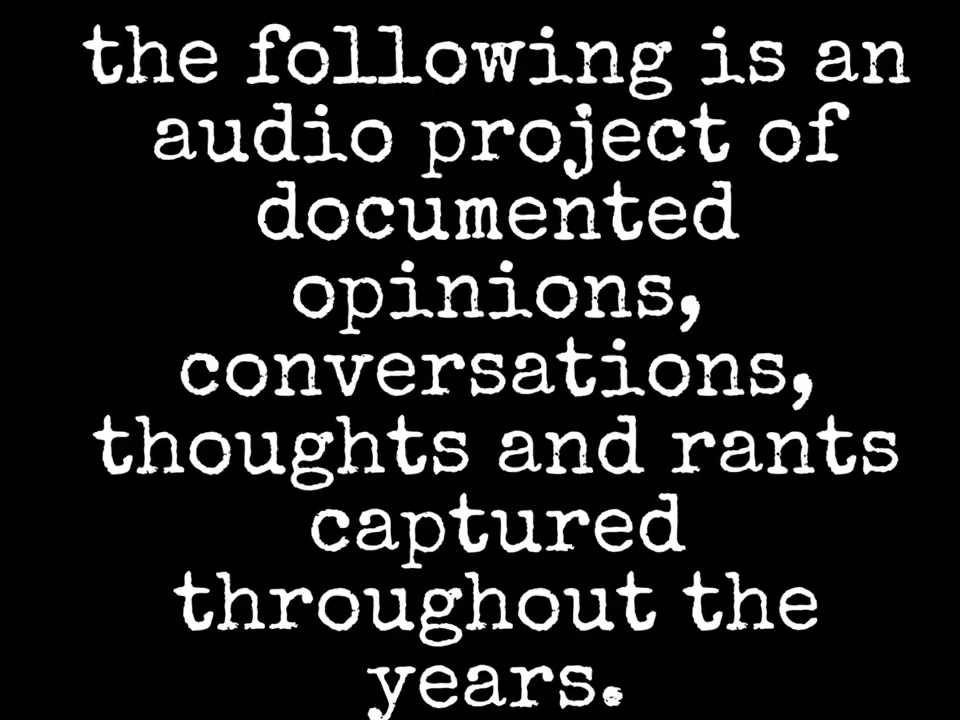 the following is an
audio project of
documented
opinions,
conversations,
thoughts and rants
captured
throughout the
years.